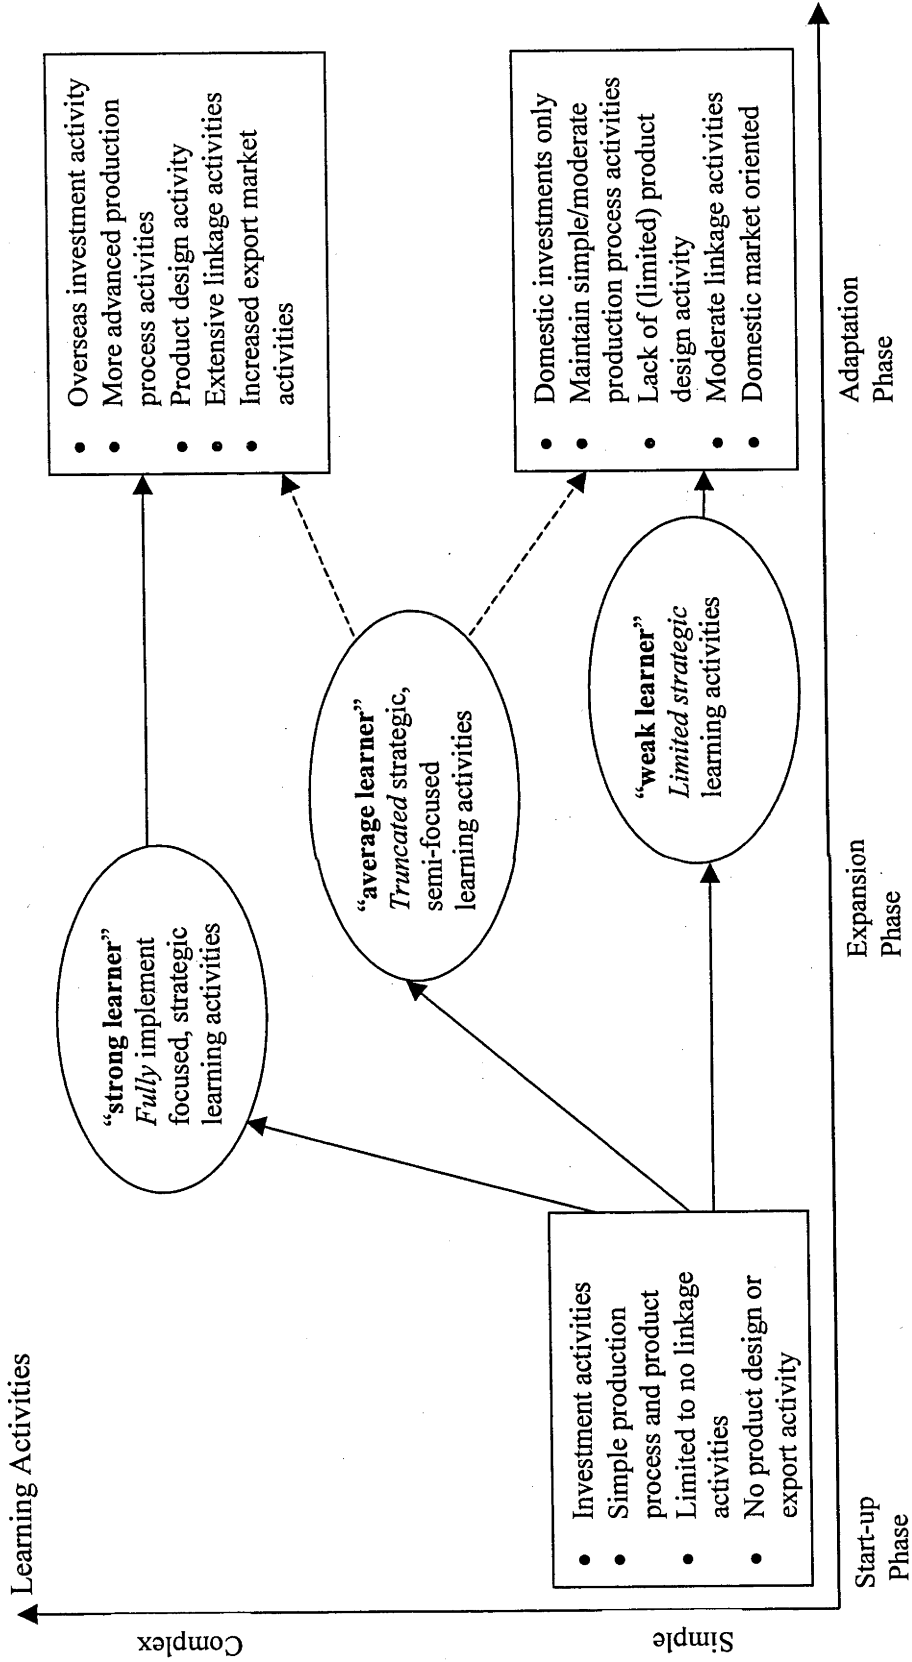 Learning Activities
Complex
Simple
"strong learner"
Fully implement
focused, strategic
learning activities
• Overseas investment activity
• More advanced production
process activities
• Product design activity
• Extensive linkage activities
• Increased export market
activities
"average learner"
Truncated strategic,
semi-focused
learning activities
• Investment activities
• Simple production
process and product
• Limited to no linkage
activities
• No product design or
export activity
"weak learner"
Limited strategic
learning activities
• Domestic investments only
• Maintain simple/moderate
production process activities
• Lack of (limited) product
design activity
• Moderate linkage activities
• Domestic market oriented
Start-up
Phase
Expansion
Phase
Adaptation
Phase